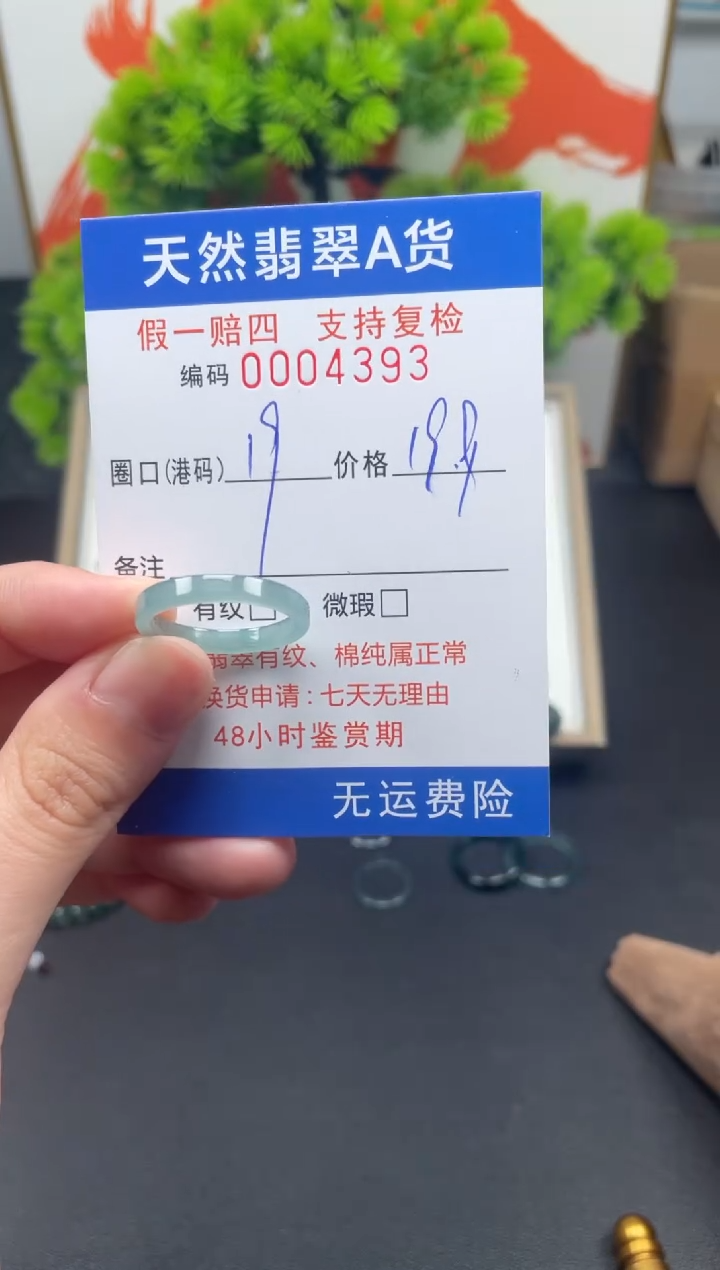 天然翡翠A货
假一赔四 支持复检
编码 0004393
圈口(港码) 19 价格 19.9
备注
有纹□ 微瑕□
翡翠有纹、棉纯属正常
换货申请:七天无理由
48小时鉴赏期
无运费险